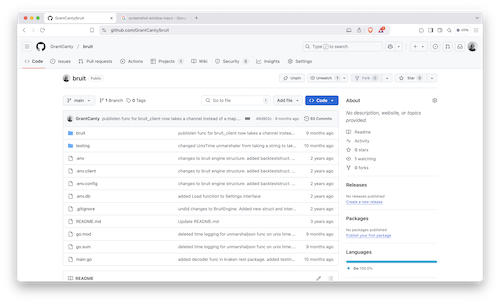 GrantCanty/bruit
screenshot window macos - Goo
github.com/GrantCanty/bruit
GrantCanty / bruit
Type / to search
Code Issues Pull requests Actions Projects 1 Wiki Security 6 Insights Settings
bruit Public
Unpin Unwatch 1 Fork 0 Star 0
main 1 Branch 0 Tags Go to file t Add file Code
GrantCanty publisten func for bruit_client now takes a channel instead of a map... 9 months ago 93 Commits
bruit publisten func for bruit_client now takes a channel instead... 9 months ago
testing changed UnixTime unmarshaler from taking a string to tak... 10 months ago
.env changes to bruit engine structure. added backteststruct. ... 2 years ago
.env.client changes to bruit engine structure. added backteststruct. ... 2 years ago
.env.config changes to bruit engine structure. added backteststruct. ... 2 years ago
.env.db added Load function to Settings interface 2 years ago
.gitignore undid changes to BruitEngine. Added new struct and inter... 2 years ago
README.md Update README.md 3 years ago
go.mod deleted time logging for unmarshaljson func on unix time. ... 9 months ago
go.sum deleted time logging for unmarshaljson func on unix time. ... 9 months ago
main.go added decoder func in kraken rest package. added testin... 10 months ago
README
About
No description, website, or topics
provided.
Readme
Activity
0 stars
1 watching
0 forks
Releases
No releases published
Create a new release
Packages
No packages published
Publish your first package
Languages
Go 100.0%